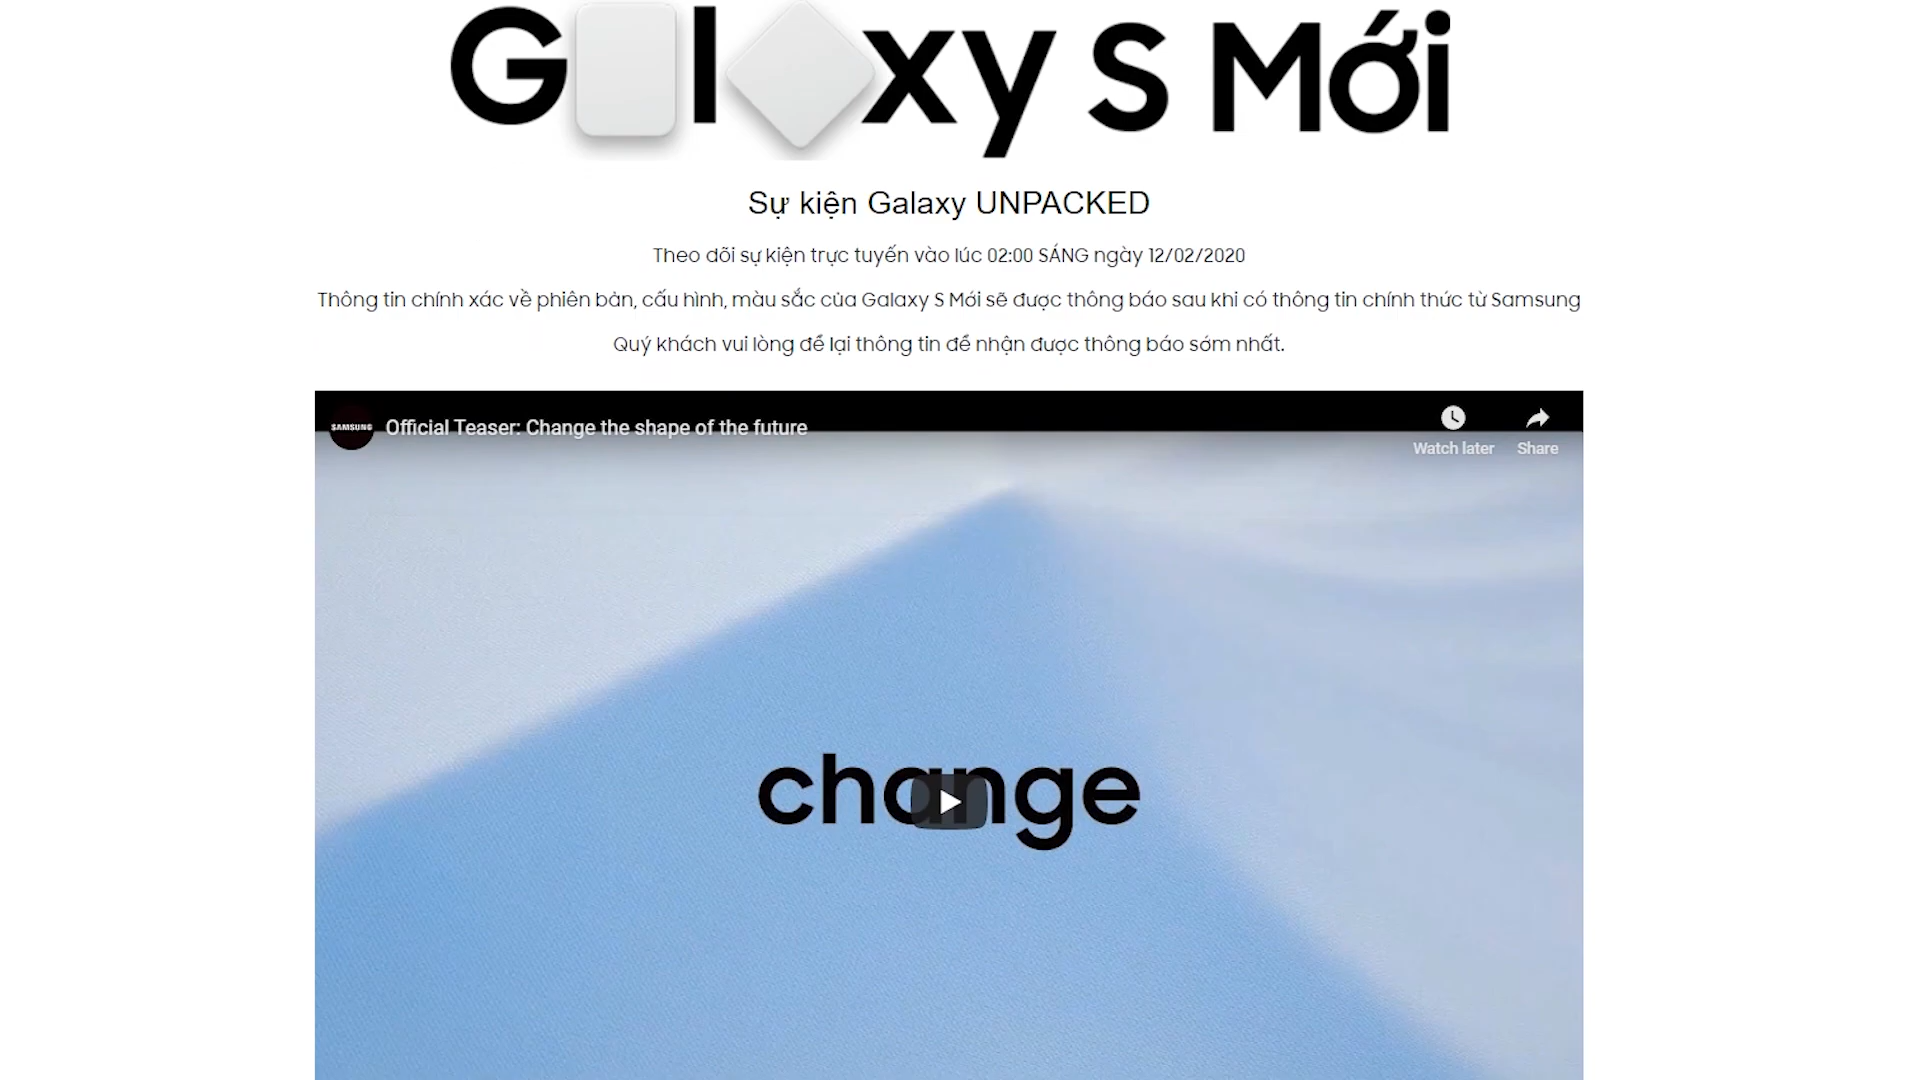 Galaxy S Mới
Sự kiện Galaxy UNPACKED
Theo dõi sự kiện trực tuyến vào lúc 02:00 SÁNG ngày 12/02/2020
Thông tin chính xác về phiên bản, cấu hình, màu sắc của Galaxy S Mới sẽ được thông báo sau khi có thông tin chính thức từ Samsung
Quý khách vui lòng để lại thông tin để nhận được thông báo sớm nhất.
SAMSUNG Official Teaser: Change the shape of the future
Watch later Share
change